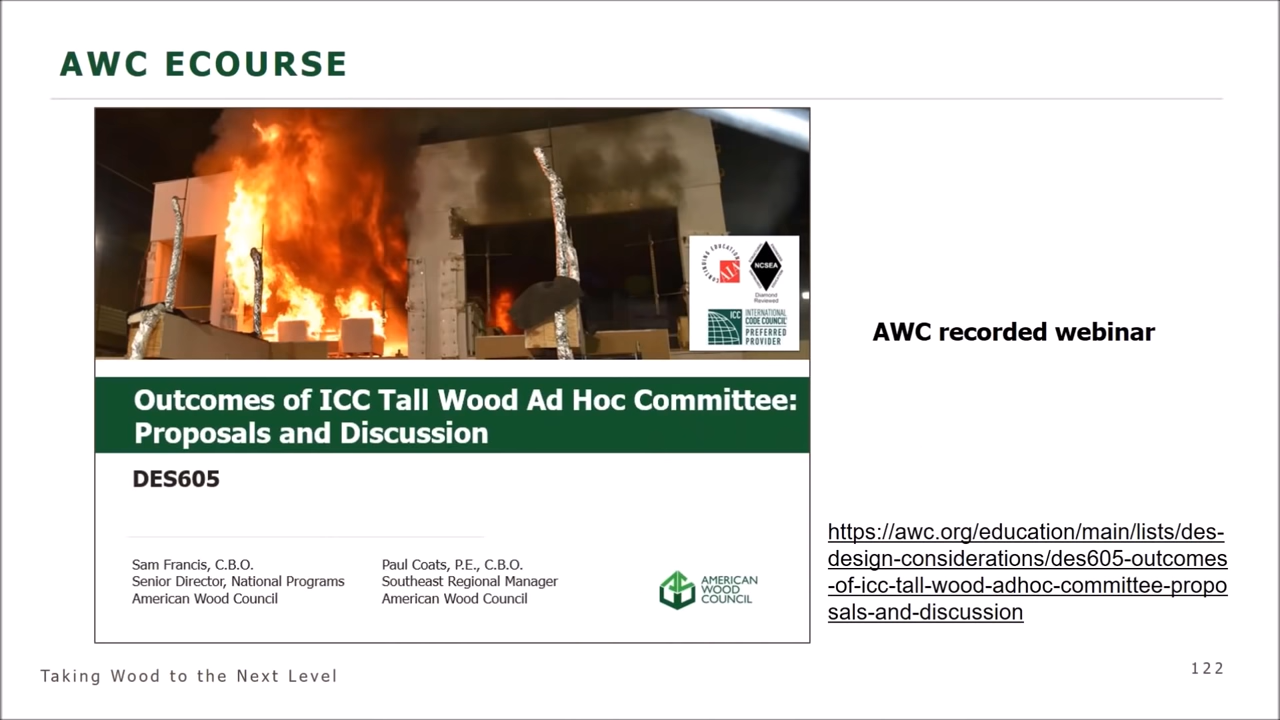 AWC ECOURSE
CONTINUING EDUCATION
AIA
NCSEA
Diamond
Reviewed
ICC
INTERNATIONAL
CODE COUNCIL
PREFERRED
PROVIDER
AWC recorded webinar
Outcomes of ICC Tall Wood Ad Hoc Committee:
Proposals and Discussion
DES605
https://awc.org/education/main/lists/des-
design-considerations/des605-outcomes
-of-icc-tall-wood-adhoc-committee-propo
sals-and-discussion
Sam Francis, C.B.O.
Senior Director, National Programs
American Wood Council
Paul Coats, P.E., C.B.O.
Southeast Regional Manager
American Wood Council
AMERICAN
WOOD
COUNCIL
Taking Wood to the Next Level
122